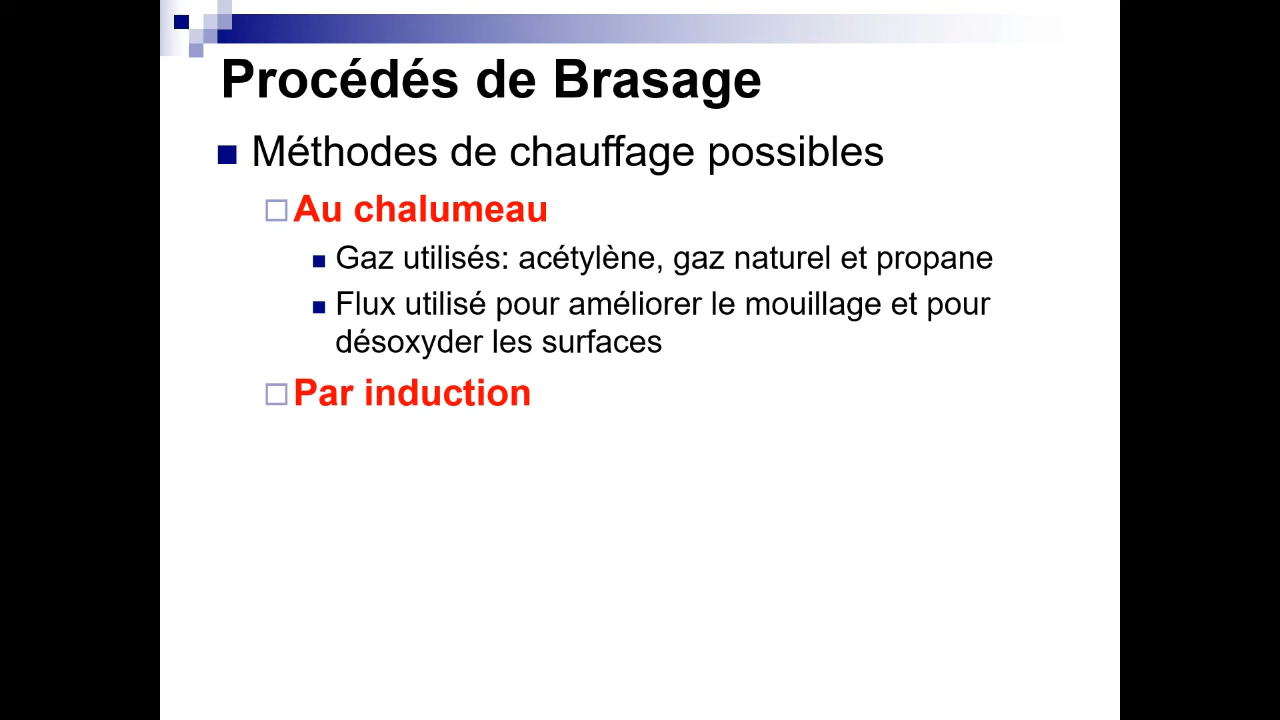 Procédés de Brasage
Méthodes de chauffage possibles
Au chalumeau
Gaz utilisés: acétylène, gaz naturel et propane
Flux utilisé pour améliorer le mouillage et pour
désoxyder les surfaces
Par induction